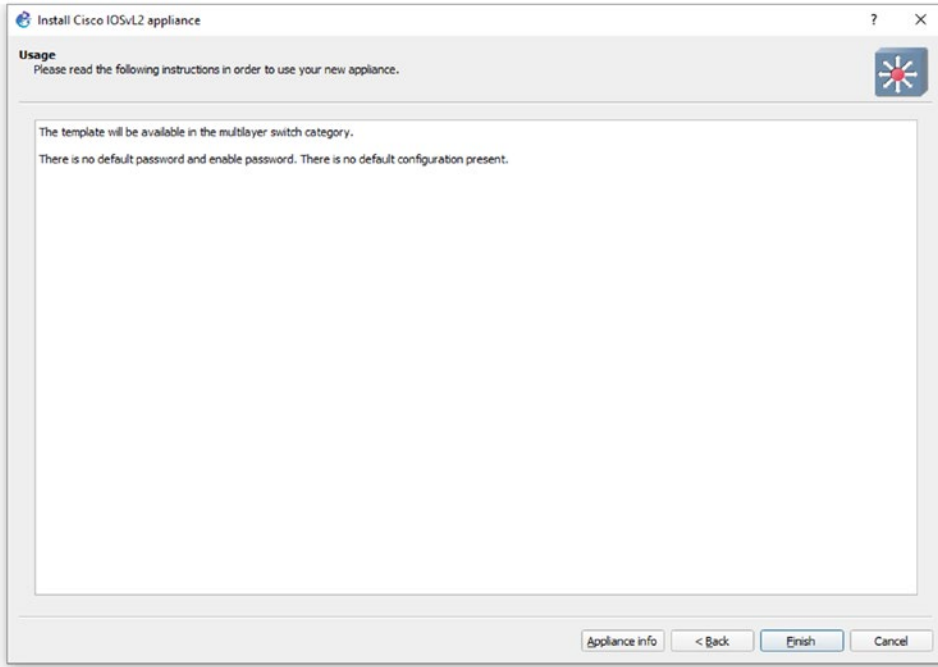 Install Cisco IOSvL2 appliance
Usage
Please read the following instructions in order to use your new appliance.
The template will be available in the multilayer switch category.
There is no default password and enable password. There is no default configuration present.
Appliance info
< Back
Finish
Cancel